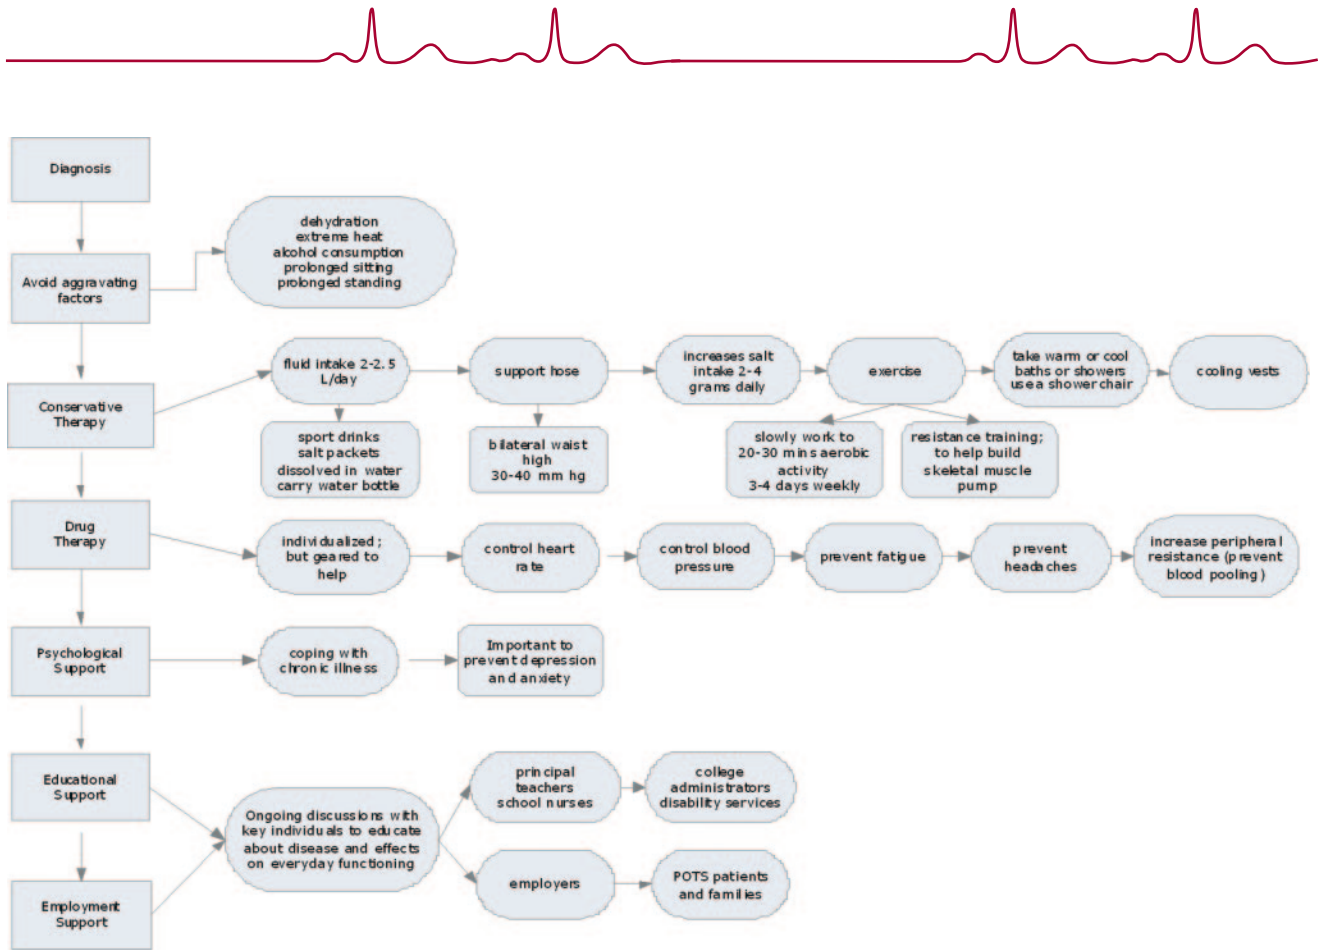 Diagnosis
dehydration
extreme heat
alcohol consumption
prolonged sitting
prolonged standing
Avoid aggravating
factors
fluid intake 2-2.5
L/day
support hose
increases salt
intake 2-4
grams daily
exercise
take warm or cool
baths or showers
use a shower chair
cooling vests
Conservative
Therapy
sport drinks
salt packets
dissolved in water
carry water bottle
bilateral waist
high
30-40 mm hg
slowly work to
20-30 mins aerobic
activity
3-4 days weekly
resistance training;
to help build
skeletal muscle
pump
Drug
Therapy
individualized;
but geared to
help
control heart
rate
control blood
pressure
prevent fatigue
prevent
headaches
increase peripheral
resistance (prevent
blood pooling)
Psychological
Support
coping with
chronic illness
Important to
prevent depression
and anxiety
Educational
Support
principal
teachers
school nurses
college
administrators
disability services
Ongoing discussions with
key individuals to educate
about disease and effects
on everyday functioning
employers
POTS patients
and families
Employment
Support